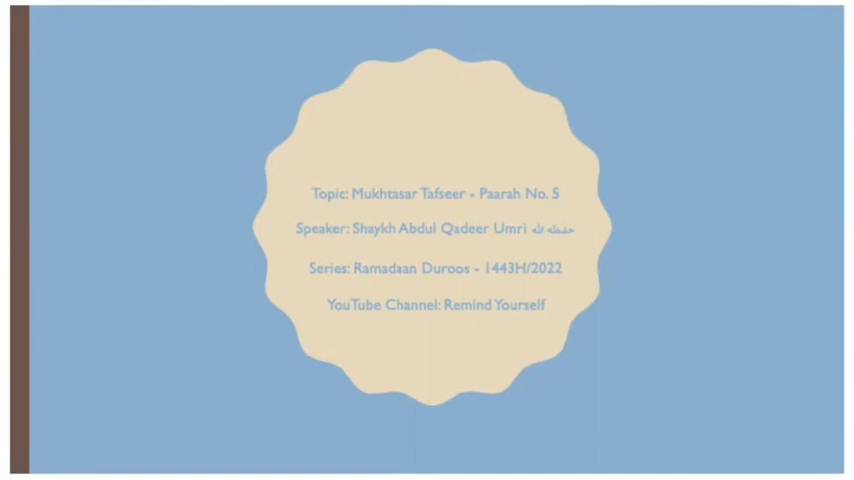 Topic: Mukhtasar Tafseer - Paarah No. 5
Speaker: Shaykh Abdul Qadeer Umri حفظه الله
Series: Ramadaan Duroos - 1443H/2022
YouTube Channel: Remind Yourself